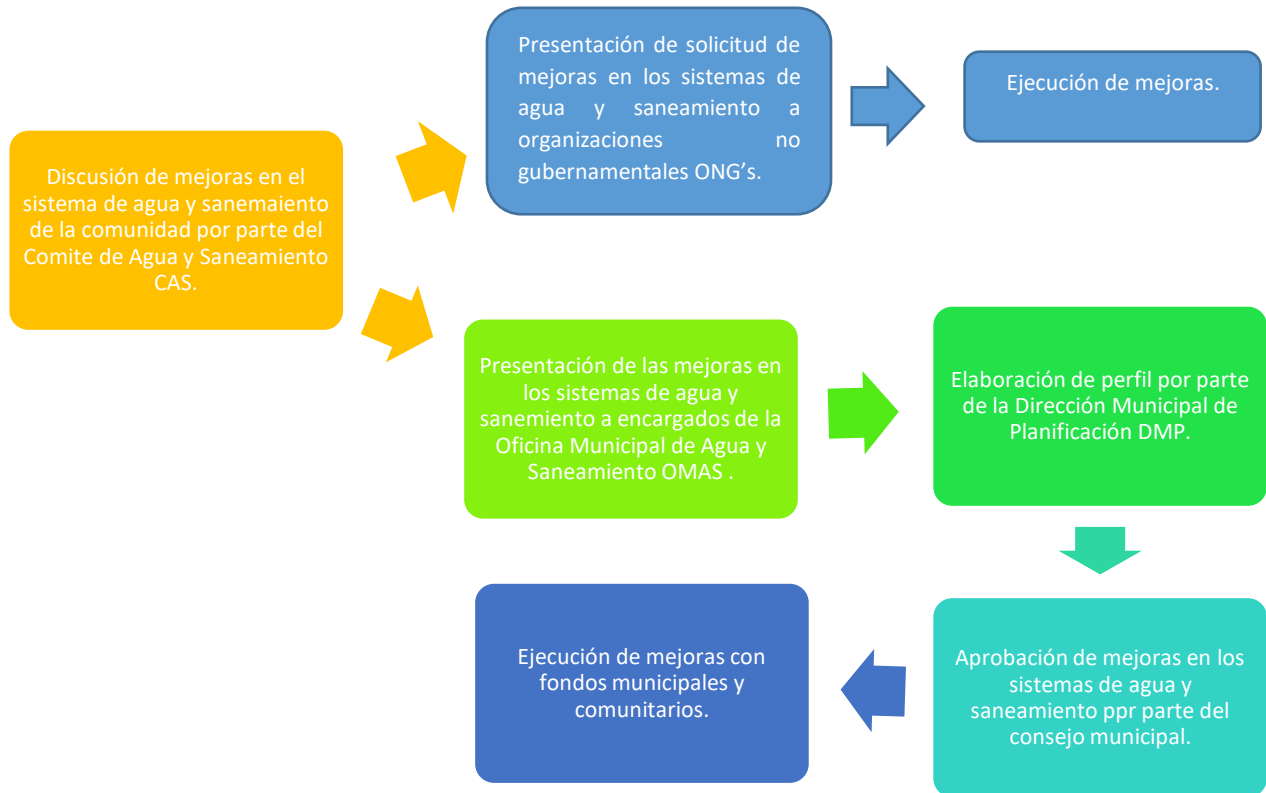 Presentación de solicitud de
mejoras en los sistemas de
agua y saneamiento a
organizaciones no
gubernamentales ONG's.
Ejecución de mejoras.
Discusión de mejoras en el
sistema de agua y sanemaiento
de la comunidad por parte del
Comite de Agua y Saneamiento
CAS.
Presentación de las mejoras en
los sistemas de agua y
sanemiento a encargados de la
Oficina Municipal de Agua y
Saneamiento OMAS .
Elaboración de perfil por parte
de la Dirección Municipal de
Planificación DMP.
Ejecución de mejoras con
fondos municipales y
comunitarios.
Aprobación de mejoras en los
sistemas de agua y
saneamiento ppr parte del
consejo municipal.